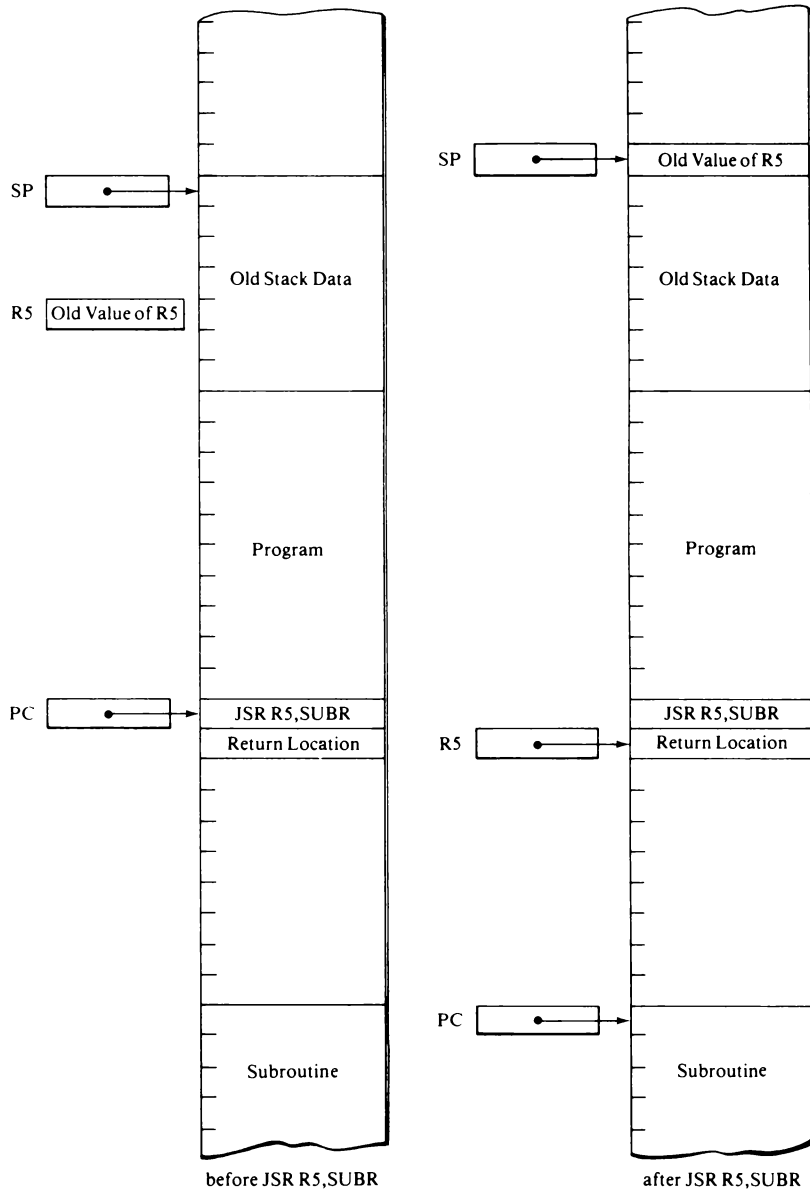 SP
Old Stack Data
R5
Old Value of R5
Program
PC
JSR R5,SUBR
Return Location
Subroutine
before JSR R5,SUBR
SP
Old Value of R5
Old Stack Data
Program
JSR R5,SUBR
R5
Return Location
PC
Subroutine
after JSR R5,SUBR